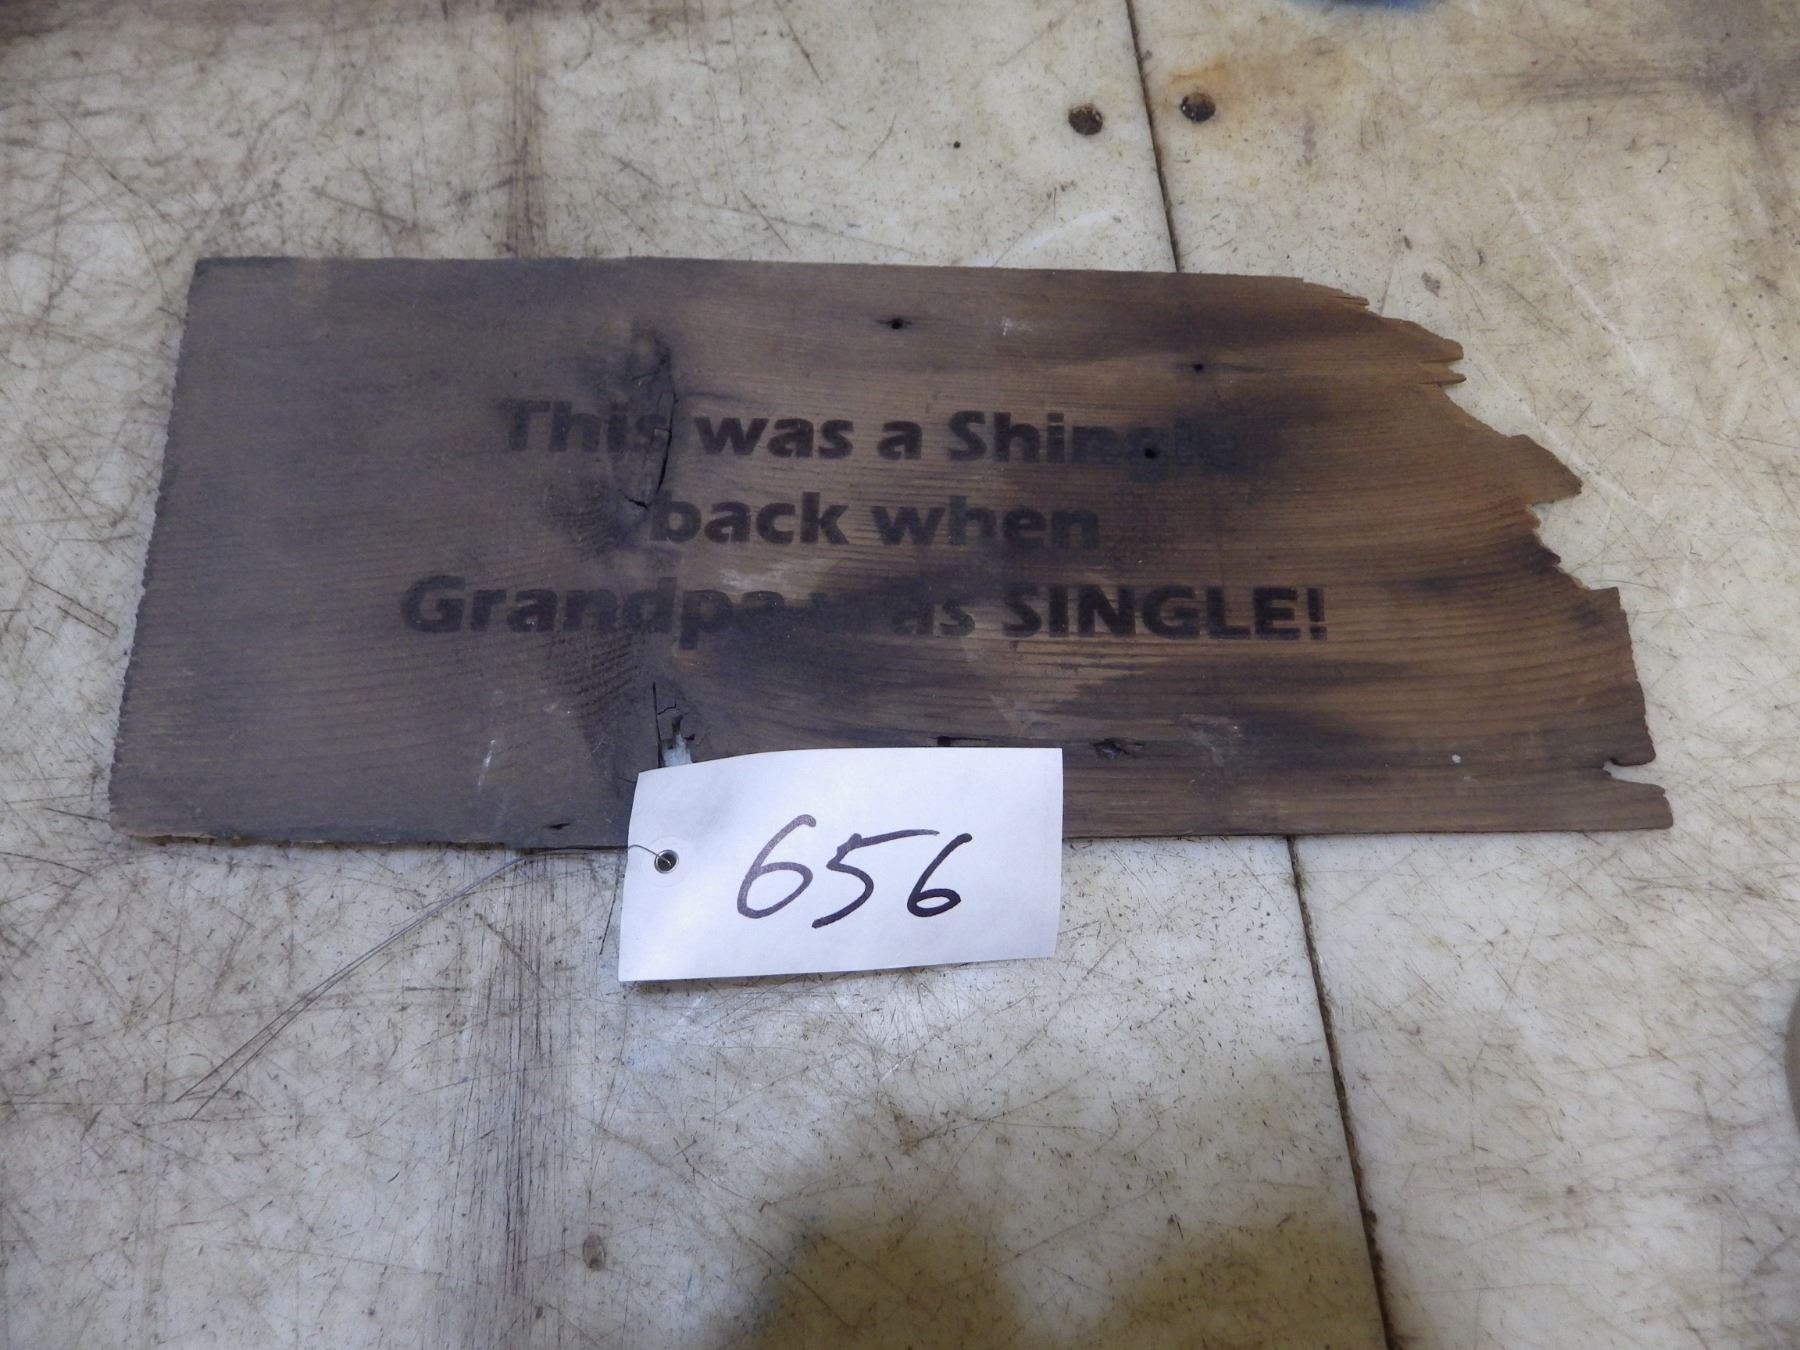 This was a Shingle
back when
Grandpa was SINGLE!
656